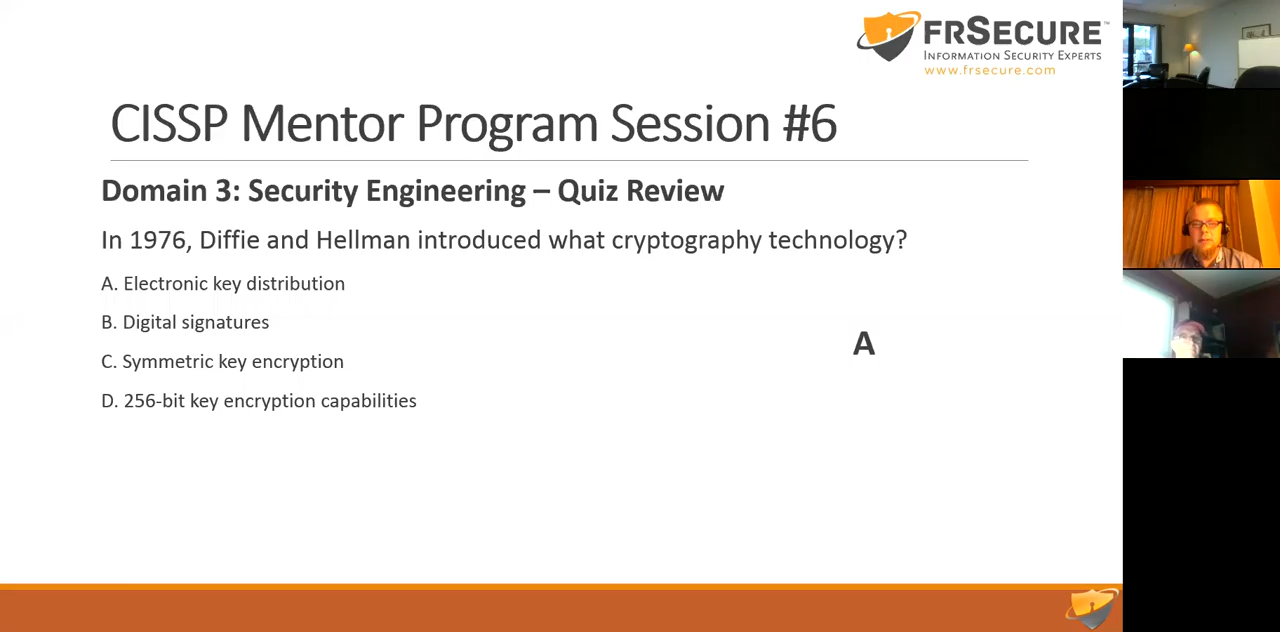 FRSECURE™
INFORMATION SECURITY EXPERTS
www.frsecure.com
CISSP Mentor Program Session #6
Domain 3: Security Engineering – Quiz Review
In 1976, Diffie and Hellman introduced what cryptography technology?
A. Electronic key distribution
B. Digital signatures
C. Symmetric key encryption
D. 256-bit key encryption capabilities
A